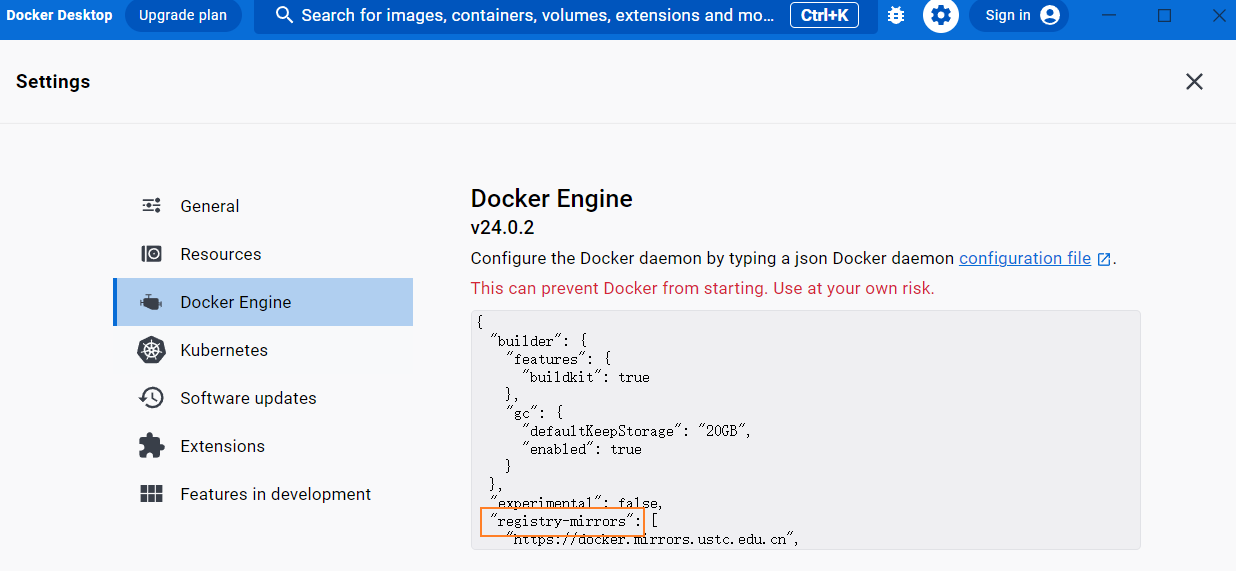 Docker Desktop Upgrade plan Search for images, containers, volumes, extensions and mo... Ctrl+K Sign in
Settings
General
Resources
Docker Engine
Kubernetes
Software updates
Extensions
Features in development
Docker Engine
v24.0.2
Configure the Docker daemon by typing a json Docker daemon configuration file .
This can prevent Docker from starting. Use at your own risk.
{
"builder": {
"features": {
"buildkit": true
},
"gc": {
"defaultKeepStorage": "20GB",
"enabled": true
}
},
"experimental": false,
"registry-mirrors": [
"https://docker.mirrors.ustc.edu.cn",